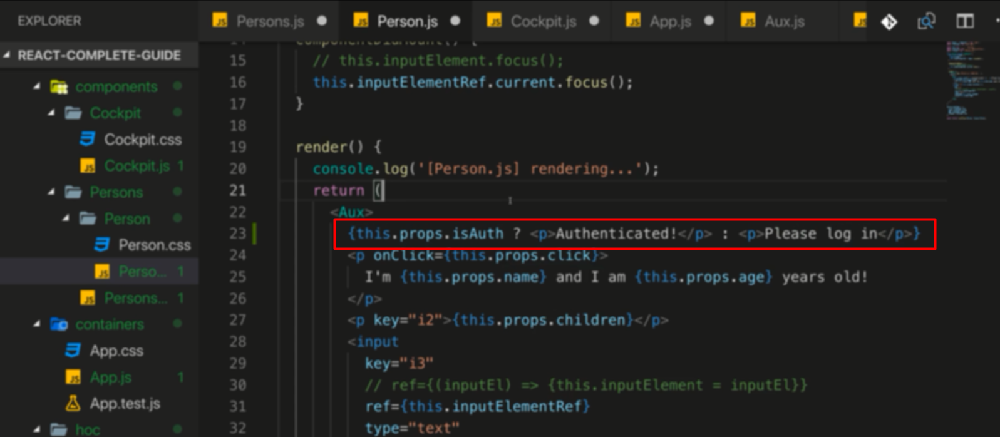 EXPLORER
Persons.js
Person.js
Cockpit.js
App.js
Aux.js
REACT-COMPLETE-GUIDE
components
Cockpit
Cockpit.css
Cockpit.js 1
Persons
Person
Person.css
Perso... 1
Persons... 1
containers
App.css
App.js 1
App.test.js
hoc
14 componentDidMount() {
15 // this.inputElement.focus();
16 this.inputElementRef.current.focus();
17 }
18
19 render() {
20 console.log('[Person.js] rendering...');
21 return (
22 <Aux>
23 {this.props.isAuth ? <p>Authenticated!</p> : <p>Please log in</p>}
24 <p onClick={this.props.click}>
25 I'm {this.props.name} and I am {this.props.age} years old!
26 </p>
27 <p key="i2">{this.props.children}</p>
28 <input
29 key="i3"
30 // ref={(inputEl) => {this.inputElement = inputEl}}
31 ref={this.inputElementRef}
32 type="text"